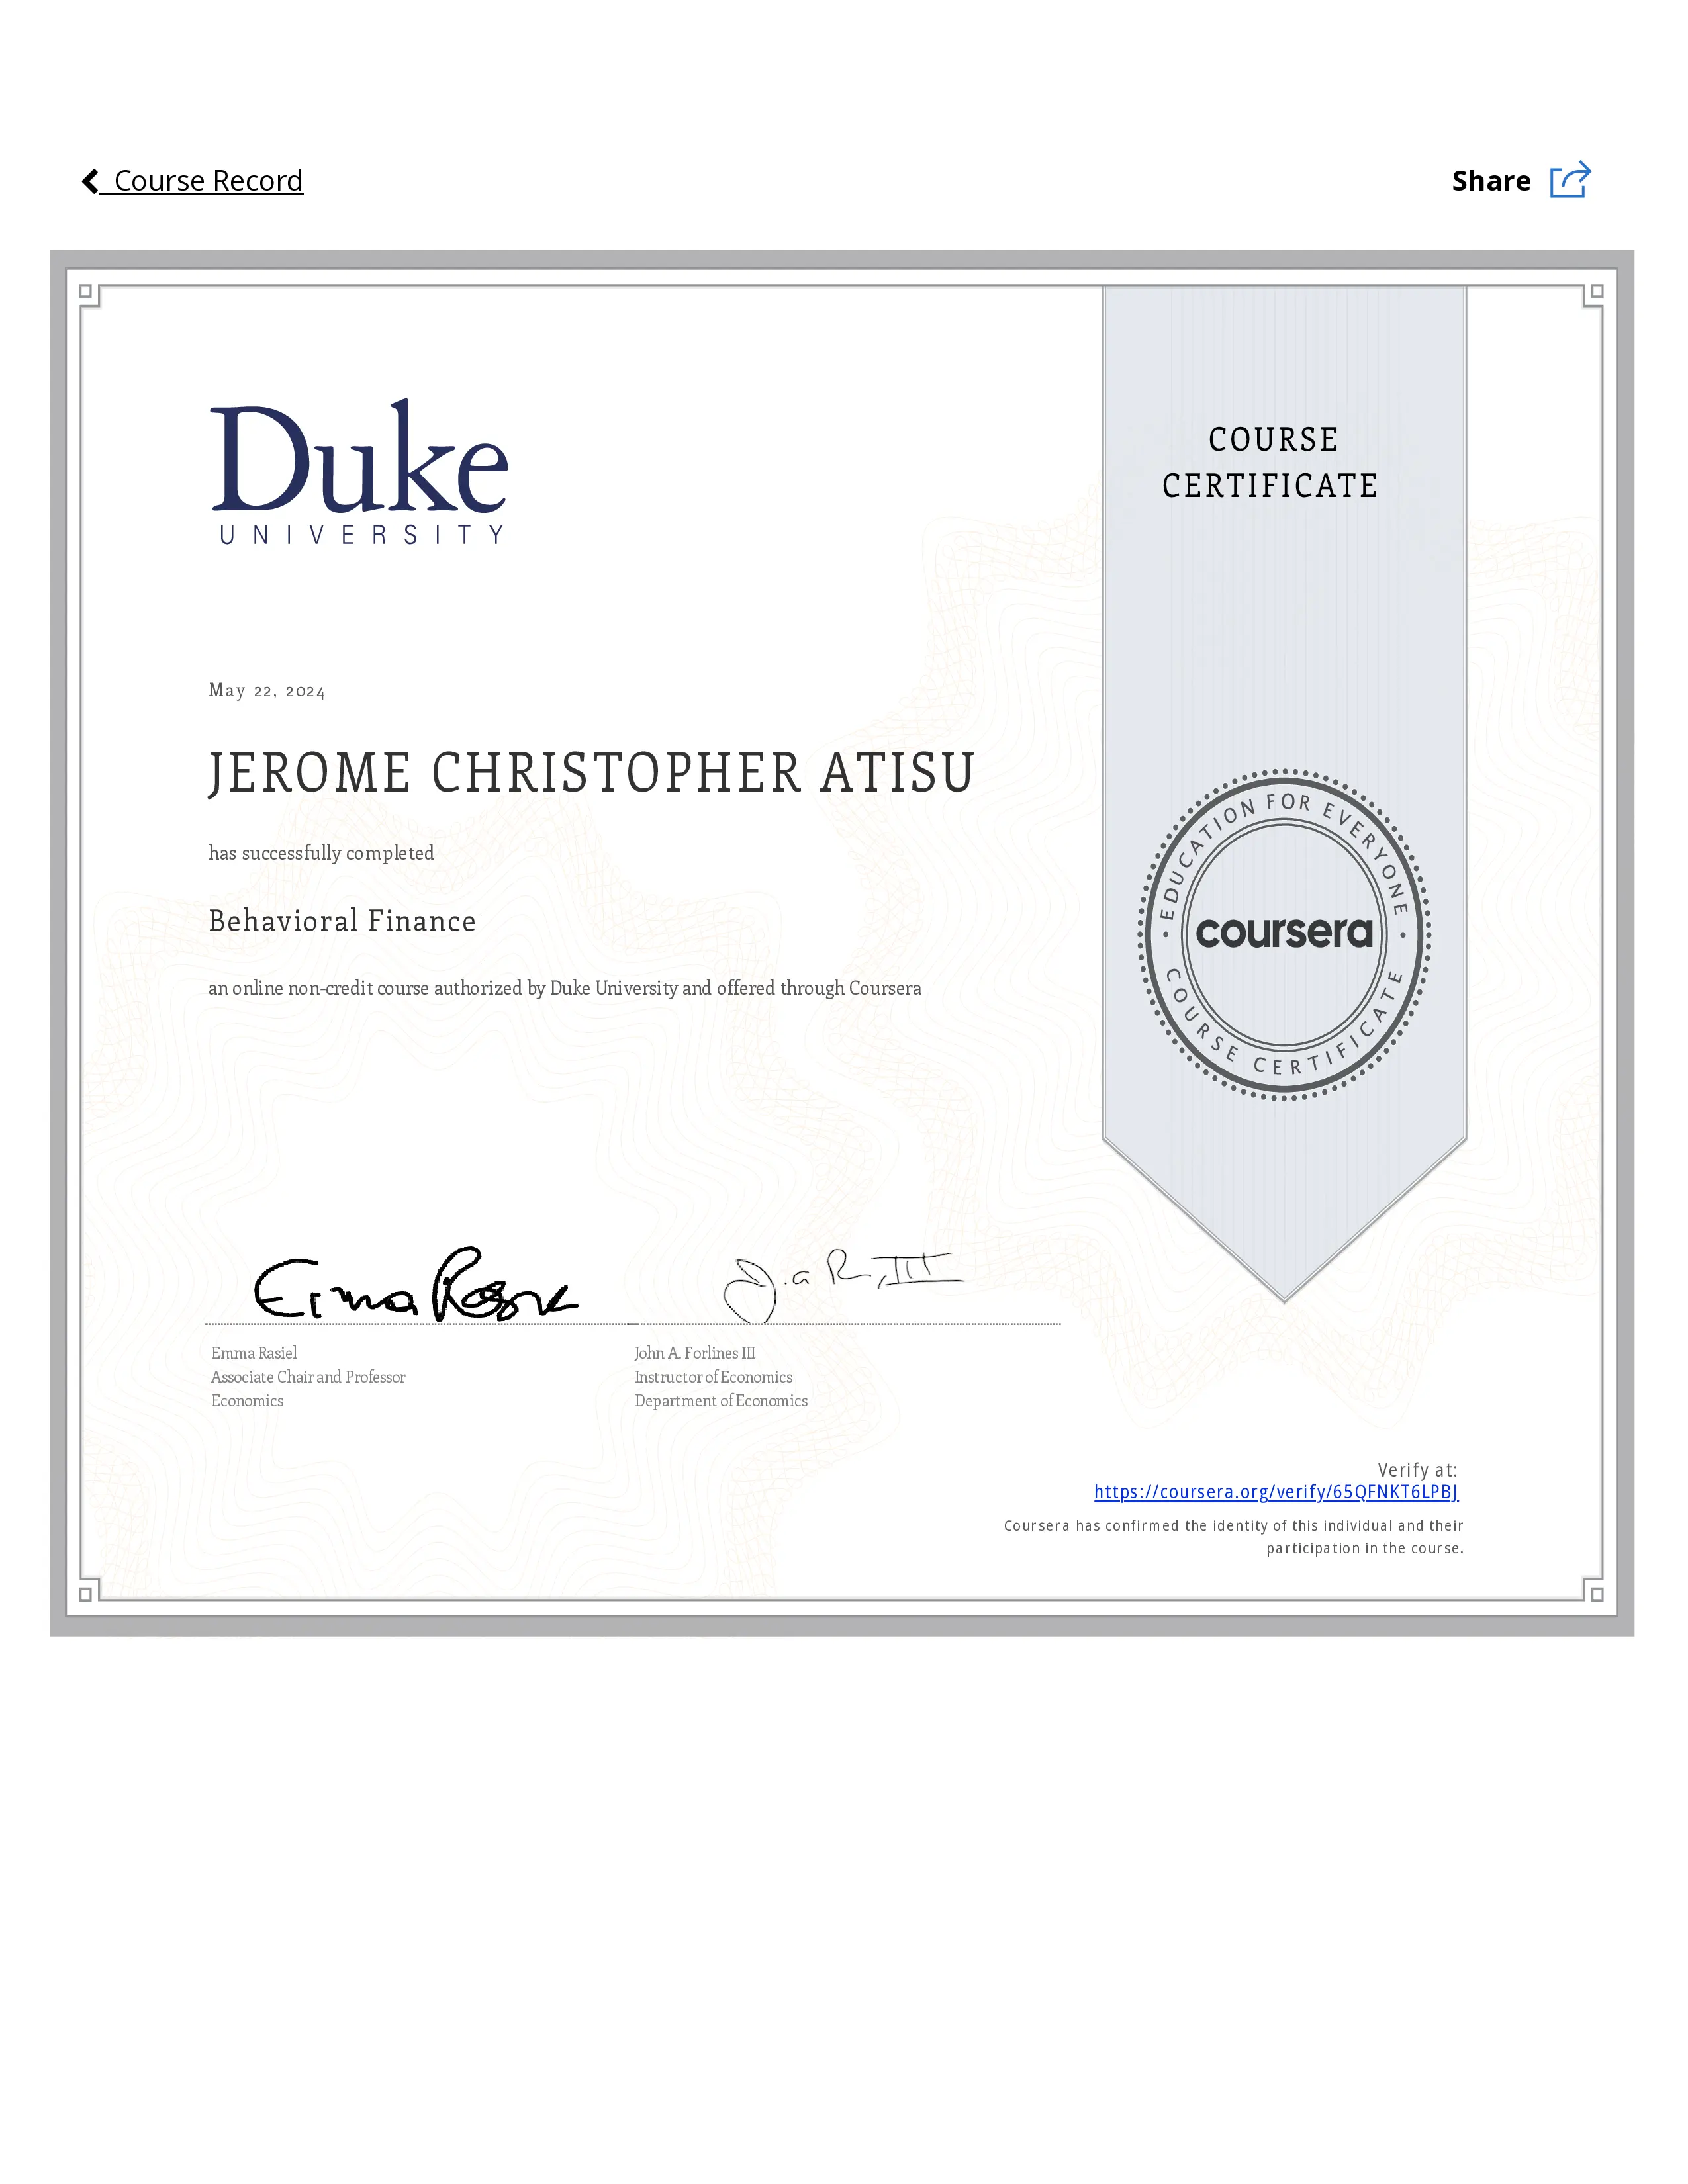 Course Record
Share
Duke
UNIVERSITY
COURSE
CERTIFICATE
May 22, 2024
JEROME CHRISTOPHER ATISU
has successfully completed
Behavioral Finance
an online non-credit course authorized by Duke University and offered through Coursera
EDUCATION FOR EVERYONE
coursera
COURSE CERTIFICATE
Emma Rasiel
Associate Chair and Professor
Economics
John A. Forlines III
Instructor of Economics
Department of Economics
Verify at:
https://coursera.org/verify/65QFNKT6LPBJ
Coursera has confirmed the identity of this individual and their
participation in the course.